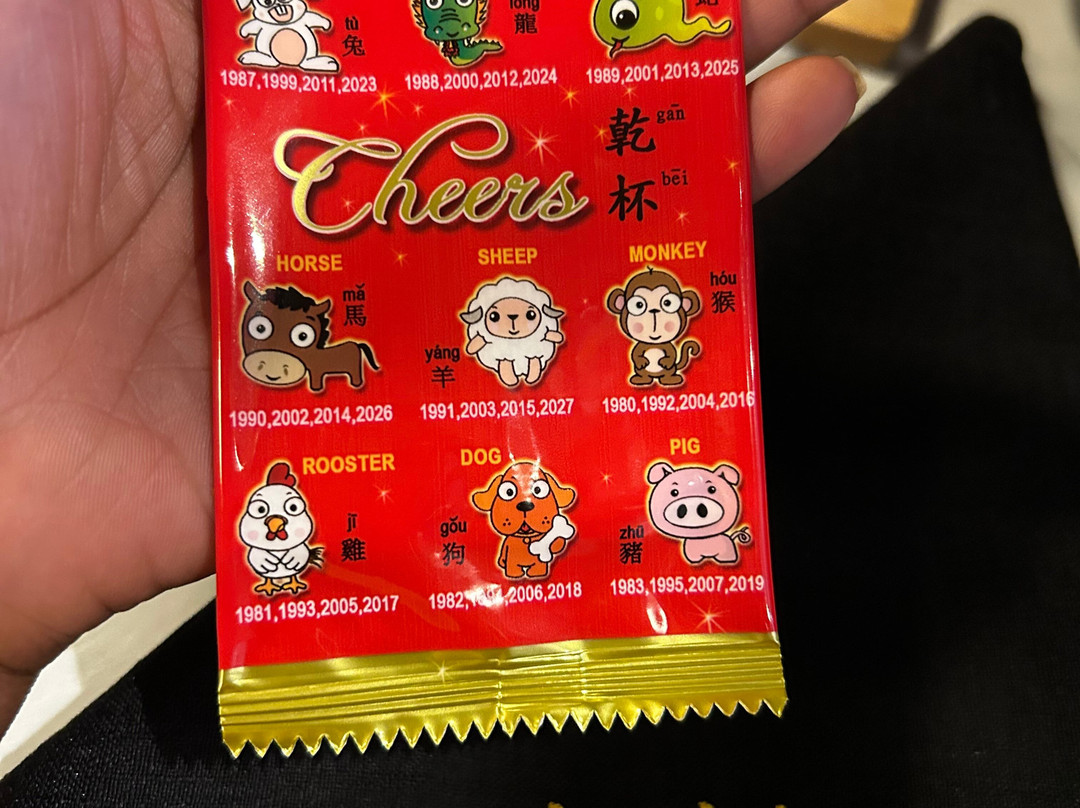 tù
兔
lóng
龍
1987,1999,2011,2023
1988,2000,2012,2024
1989,2001,2013,2025
Cheers
乾 gān
杯 bēi
HORSE
mǎ
馬
1990,2002,2014,2026
SHEEP
yáng
羊
1991,2003,2015,2027
MONKEY
hóu
猴
1980,1992,2004,2016
ROOSTER
jī
雞
1981,1993,2005,2017
DOG
gǒu
狗
1982,1994,2006,2018
PIG
zhū
豬
1983,1995,2007,2019